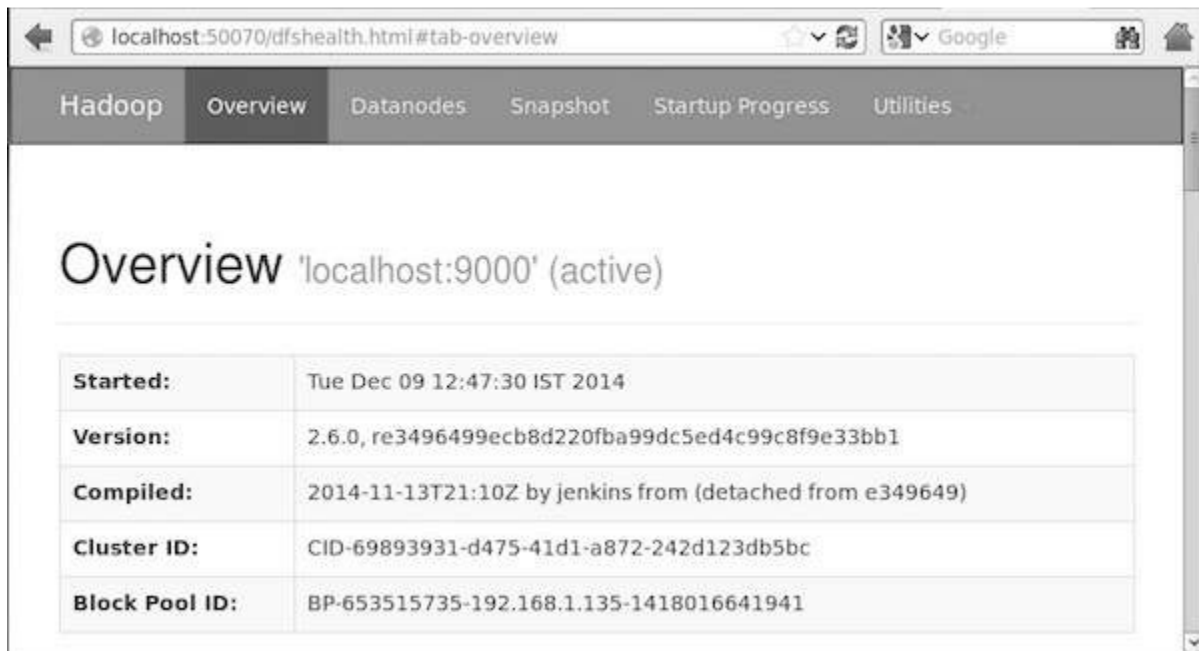 localhost:50070/dfshealth.html#tab-overview Google
Hadoop Overview Datanodes Snapshot Startup Progress Utilities
Overview 'localhost:9000' (active)
Started: Tue Dec 09 12:47:30 IST 2014
Version: 2.6.0, re3496499ecb8d220fba99dc5ed4c99c8f9e33bb1
Compiled: 2014-11-13T21:10Z by jenkins from (detached from e349649)
Cluster ID: CID-69893931-d475-41d1-a872-242d123db5bc
Block Pool ID: BP-653515735-192.168.1.135-1418016641941